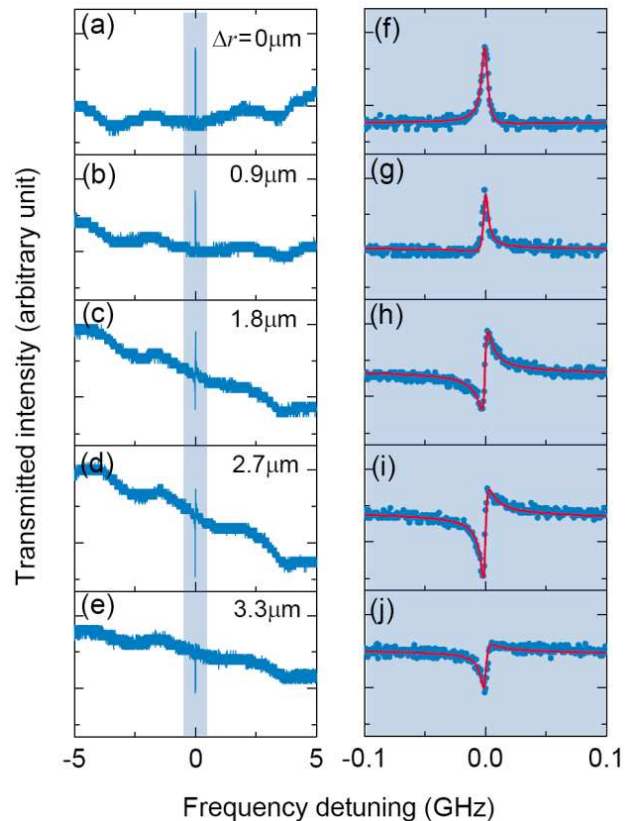 (a) Δr=0μm (f)
(b) 0.9μm (g)
(c) 1.8μm (h)
(d) 2.7μm (i)
(e) 3.3μm (j)
Transmitted intensity (arbitrary unit)
-5 0 5 -0.1 0.0 0.1
Frequency detuning (GHz)